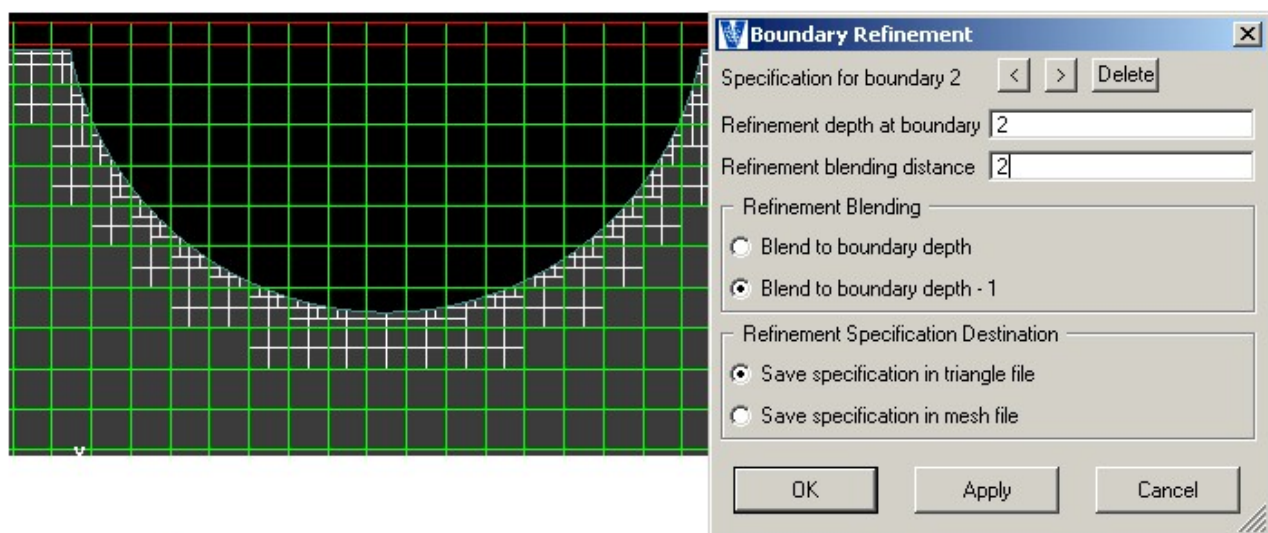 Boundary Refinement
Specification for boundary 2 < > Delete
Refinement depth at boundary 2
Refinement blending distance 2
Refinement Blending
Blend to boundary depth
Blend to boundary depth - 1
Refinement Specification Destination
Save specification in triangle file
Save specification in mesh file
OK Apply Cancel